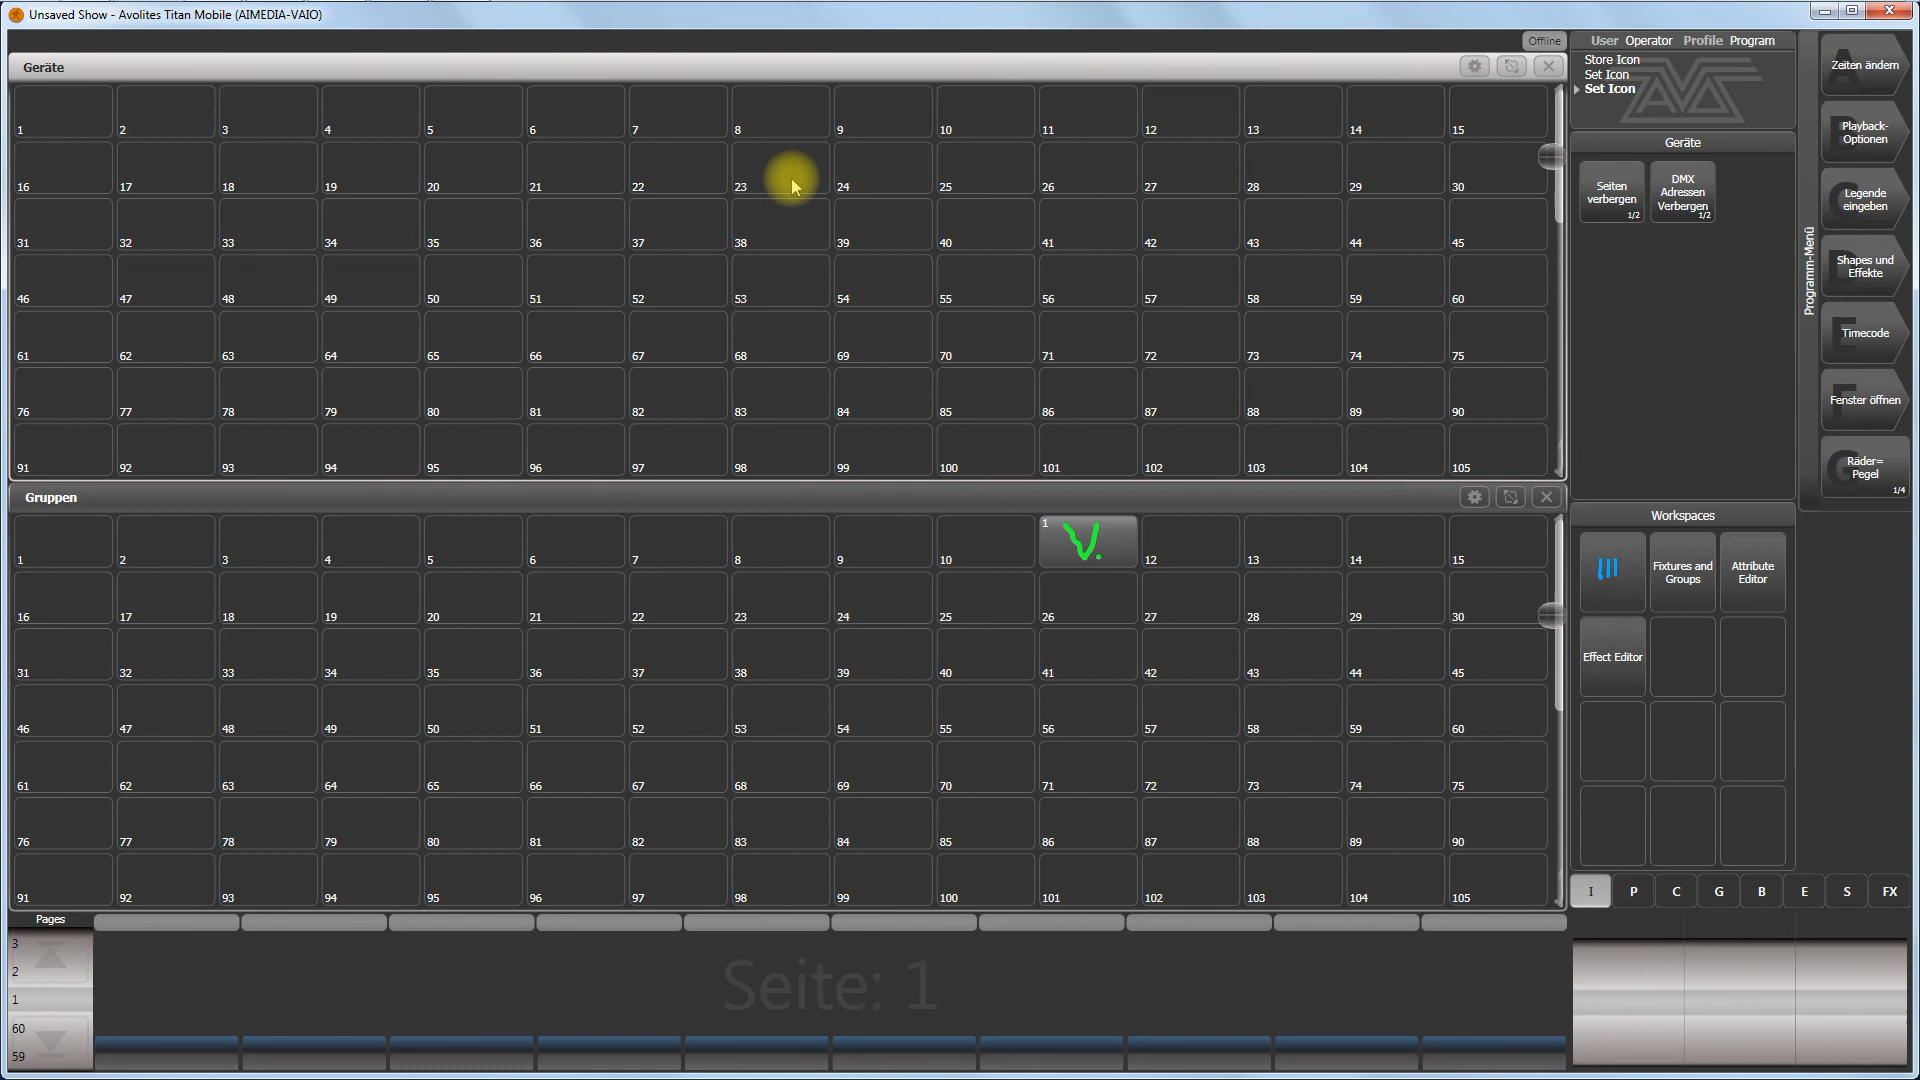 Unsaved Show - Avolites Titan Mobile (AIMEDIA-VAIO)
Offline
User Operator Profile Program
Store Icon
Set Icon
Set Icon
Geräte
1 2 3 4 5 6 7 8 9 10 11 12 13 14 15
16 17 18 19 20 21 22 23 24 25 26 27 28 29 30
31 32 33 34 35 36 37 38 39 40 41 42 43 44 45
46 47 48 49 50 51 52 53 54 55 56 57 58 59 60
61 62 63 64 65 66 67 68 69 70 71 72 73 74 75
76 77 78 79 80 81 82 83 84 85 86 87 88 89 90
91 92 93 94 95 96 97 98 99 100 101 102 103 104 105
Gruppen
1 2 3 4 5 6 7 8 9 10 1 V. 12 13 14 15
16 17 18 19 20 21 22 23 24 25 26 27 28 29 30
31 32 33 34 35 36 37 38 39 40 41 42 43 44 45
46 47 48 49 50 51 52 53 54 55 56 57 58 59 60
61 62 63 64 65 66 67 68 69 70 71 72 73 74 75
76 77 78 79 80 81 82 83 84 85 86 87 88 89 90
91 92 93 94 95 96 97 98 99 100 101 102 103 104 105
Geräte
Seiten
verbergen
1/2
DMX
Adressen
Verbergen
1/2
Workspaces
Fixtures and
Groups
Attribute
Editor
Effect Editor
I P C G B E S FX
Programm-Menü
A
Zeiten ändern
B
Playback-
Optionen
C
Legende
eingeben
D
Shapes und
Effekte
E
Timecode
F
Fenster öffnen
G
Räder=
Pegel
1/4
Pages
3
2
1
60
59
Seite: 1